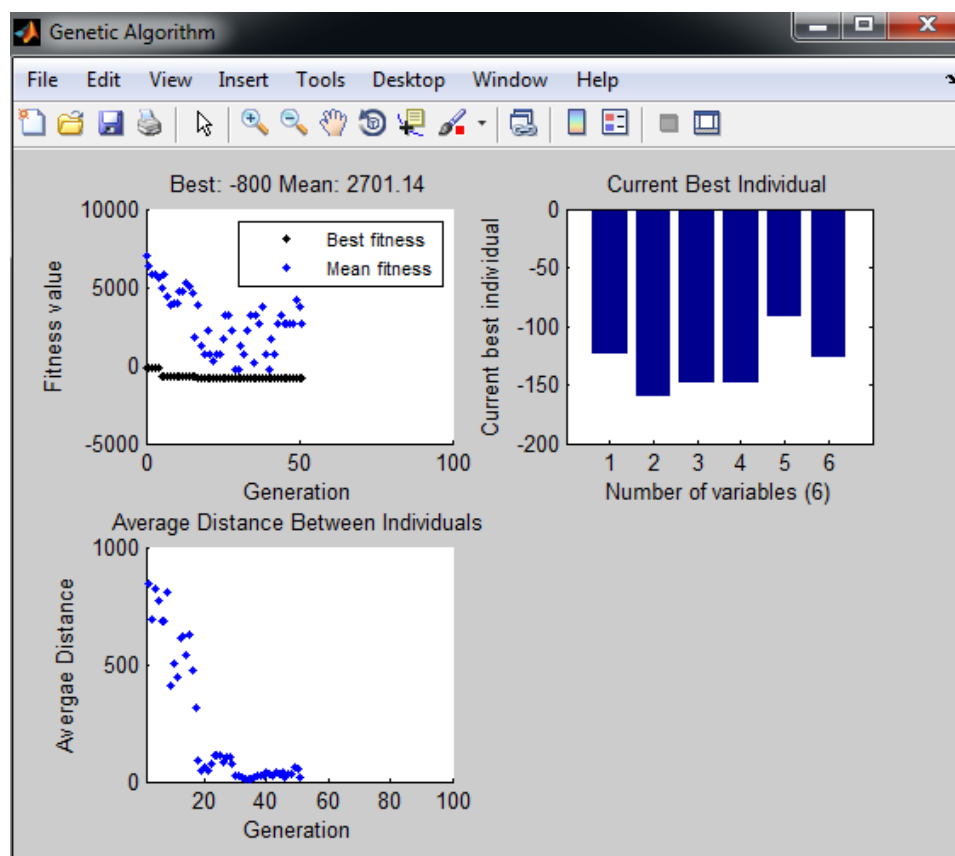 Genetic Algorithm
File Edit View Insert Tools Desktop Window Help
Best: -800 Mean: 2701.14
10000
5000
0
-5000
Fitness value
Best fitness
Mean fitness
0 50 100
Generation
Current Best Individual
0
-50
-100
-150
-200
Current best individual
1 2 3 4 5 6
Number of variables (6)
Average Distance Between Individuals
1000
500
0
Avergae Distance
20 40 60 80 100
Generation